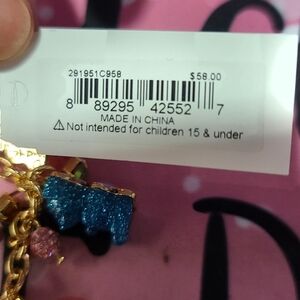 291951C958 $58.00
8 89295 42552 7
MADE IN CHINA
⚠ Not intended for children 15 & under